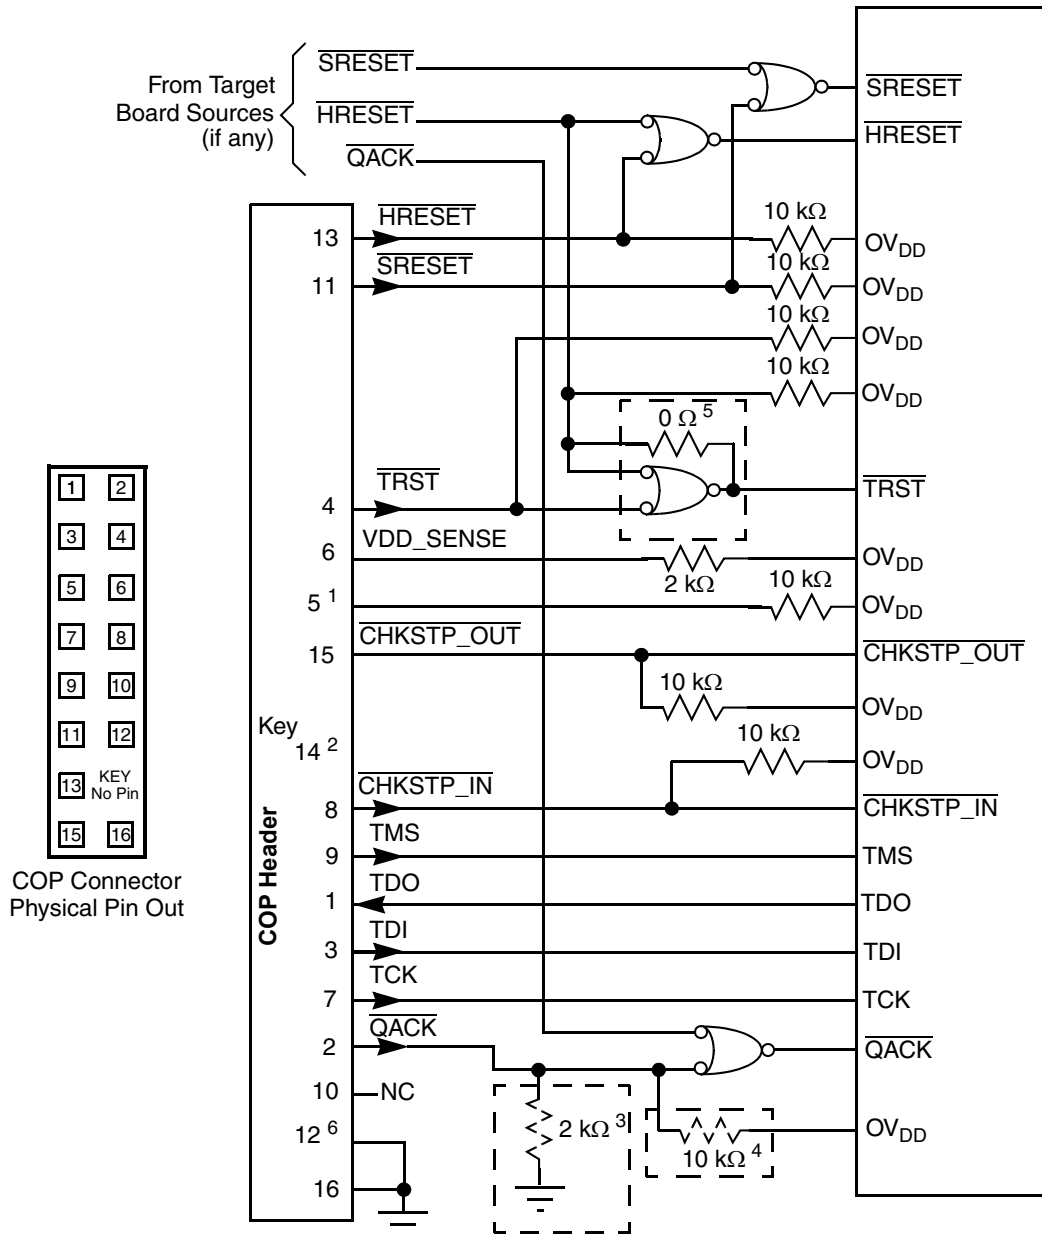 From Target
Board Sources
(if any)
SRESET
HRESET
QACK
SRESET
HRESET
13 HRESET 10 kΩ OVDD
11 SRESET 10 kΩ OVDD
10 kΩ OVDD
10 kΩ OVDD
0 Ω 5
4 TRST TRST
6 VDD_SENSE 2 kΩ OVDD
5 1 10 kΩ OVDD
15 CHKSTP_OUT CHKSTP_OUT
10 kΩ OVDD
Key
14 2
10 kΩ OVDD
8 CHKSTP_IN CHKSTP_IN
9 TMS TMS
1 TDO TDO
3 TDI TDI
7 TCK TCK
2 QACK QACK
10 NC
2 kΩ 3
10 kΩ 4 OVDD
12 6
16
COP Header
1 2
3 4
5 6
7 8
9 10
11 12
13 KEY
No Pin
15 16
COP Connector
Physical Pin Out